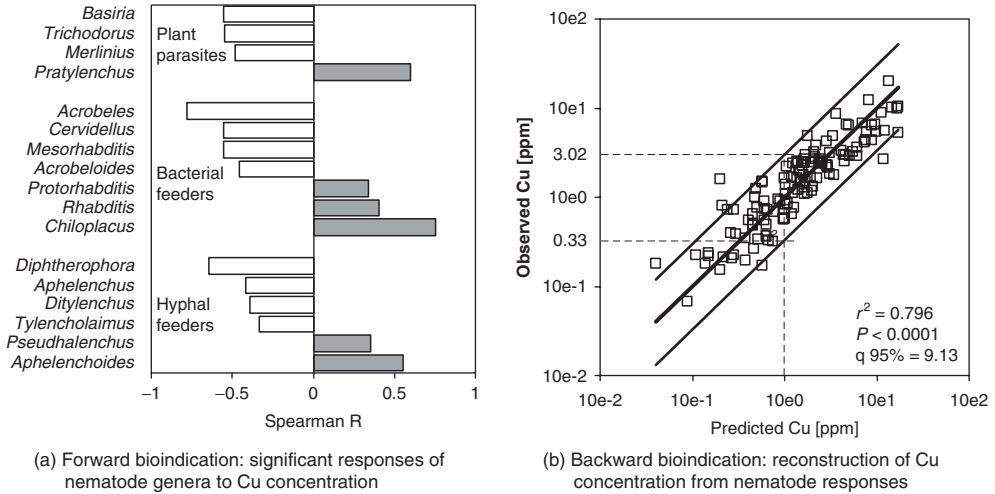 Basiria
Trichodorus
Merlinius
Pratylenchus
Plant
parasites
Acrobeles
Cervidellus
Mesorhabditis
Acrobeloides
Protorhabditis
Rhabditis
Chiloplacus
Bacterial
feeders
Diphtherophora
Aphelenchus
Ditylenchus
Tylencholaimus
Pseudhalenchus
Aphelenchoides
Hyphal
feeders
−1 −0.5 0 0.5 1
Spearman R
(a) Forward bioindication: significant responses of
nematode genera to Cu concentration
Observed Cu [ppm]
10e2
10e1
3.02
10e0
0.33
10e-1
10e-2
r² = 0.796
P < 0.0001
q 95% = 9.13
10e-2 10e-1 10e0 10e1 10e2
Predicted Cu [ppm]
(b) Backward bioindication: reconstruction of Cu
concentration from nematode responses